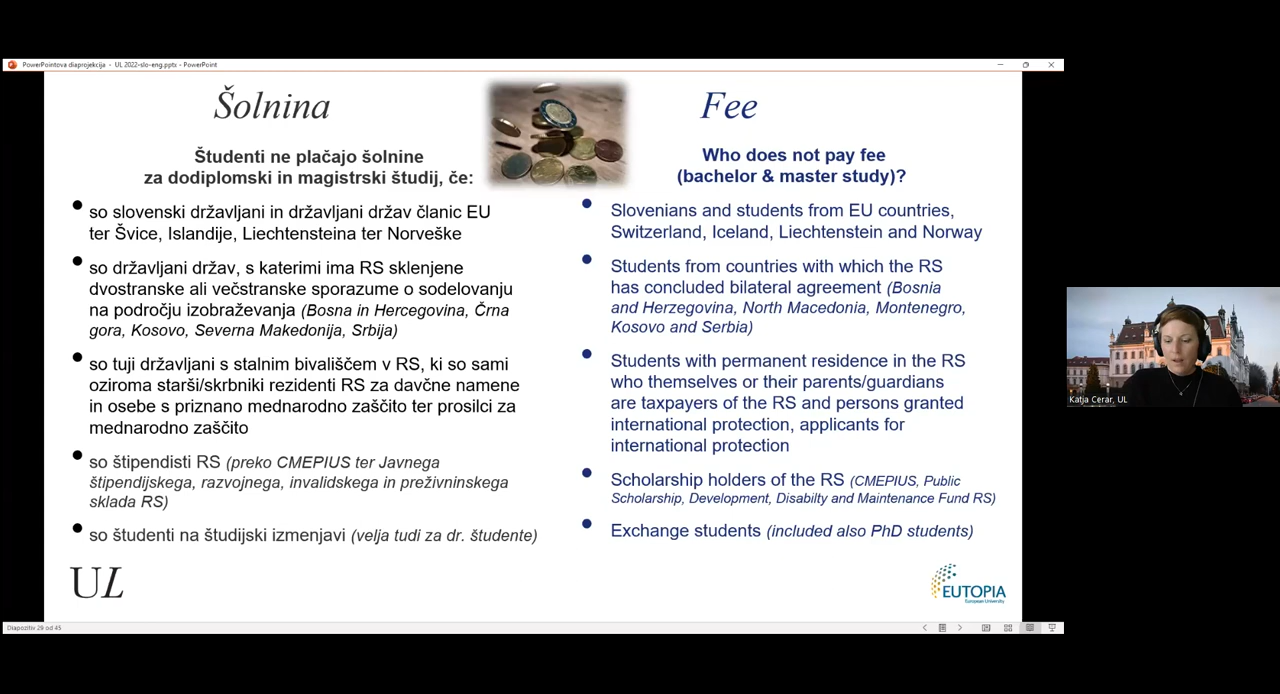 PowerPointova diaprojekcija - UL 2022-slo-eng.pptx - PowerPoint
Šolnina
Študenti ne plačajo šolnine
za dodiplomski in magistrski študij, če:
so slovenski državljani in državljani držav članic EU
ter Švice, Islandije, Liechtensteina ter Norveške
so državljani držav, s katerimi ima RS sklenjene
dvostranske ali večstranske sporazume o sodelovanju
na področju izobraževanja (Bosna in Hercegovina, Črna
gora, Kosovo, Severna Makedonija, Srbija)
so tuji državljani s stalnim bivališčem v RS, ki so sami
oziroma starši/skrbniki rezidenti RS za davčne namene
in osebe s priznano mednarodno zaščito ter prosilci za
mednarodno zaščito
so štipendisti RS (preko CMEPIUS ter Javnega
štipendijskega, razvojnega, invalidskega in preživninskega
sklada RS)
so študenti na študijski izmenjavi (velja tudi za dr. študente)
UL
Fee
Who does not pay fee
(bachelor & master study)?
Slovenians and students from EU countries,
Switzerland, Iceland, Liechtenstein and Norway
Students from countries with which the RS
has concluded bilateral agreement (Bosnia
and Herzegovina, North Macedonia, Montenegro,
Kosovo and Serbia)
Students with permanent residence in the RS
who themselves or their parents/guardians
are taxpayers of the RS and persons granted
international protection, applicants for
international protection
Scholarship holders of the RS (CMEPIUS, Public
Scholarship, Development, Disabilty and Maintenance Fund RS)
Exchange students (included also PhD students)
EUTOPIA
European University
Diapozitiv 29 od 45
Katja Cerar, UL